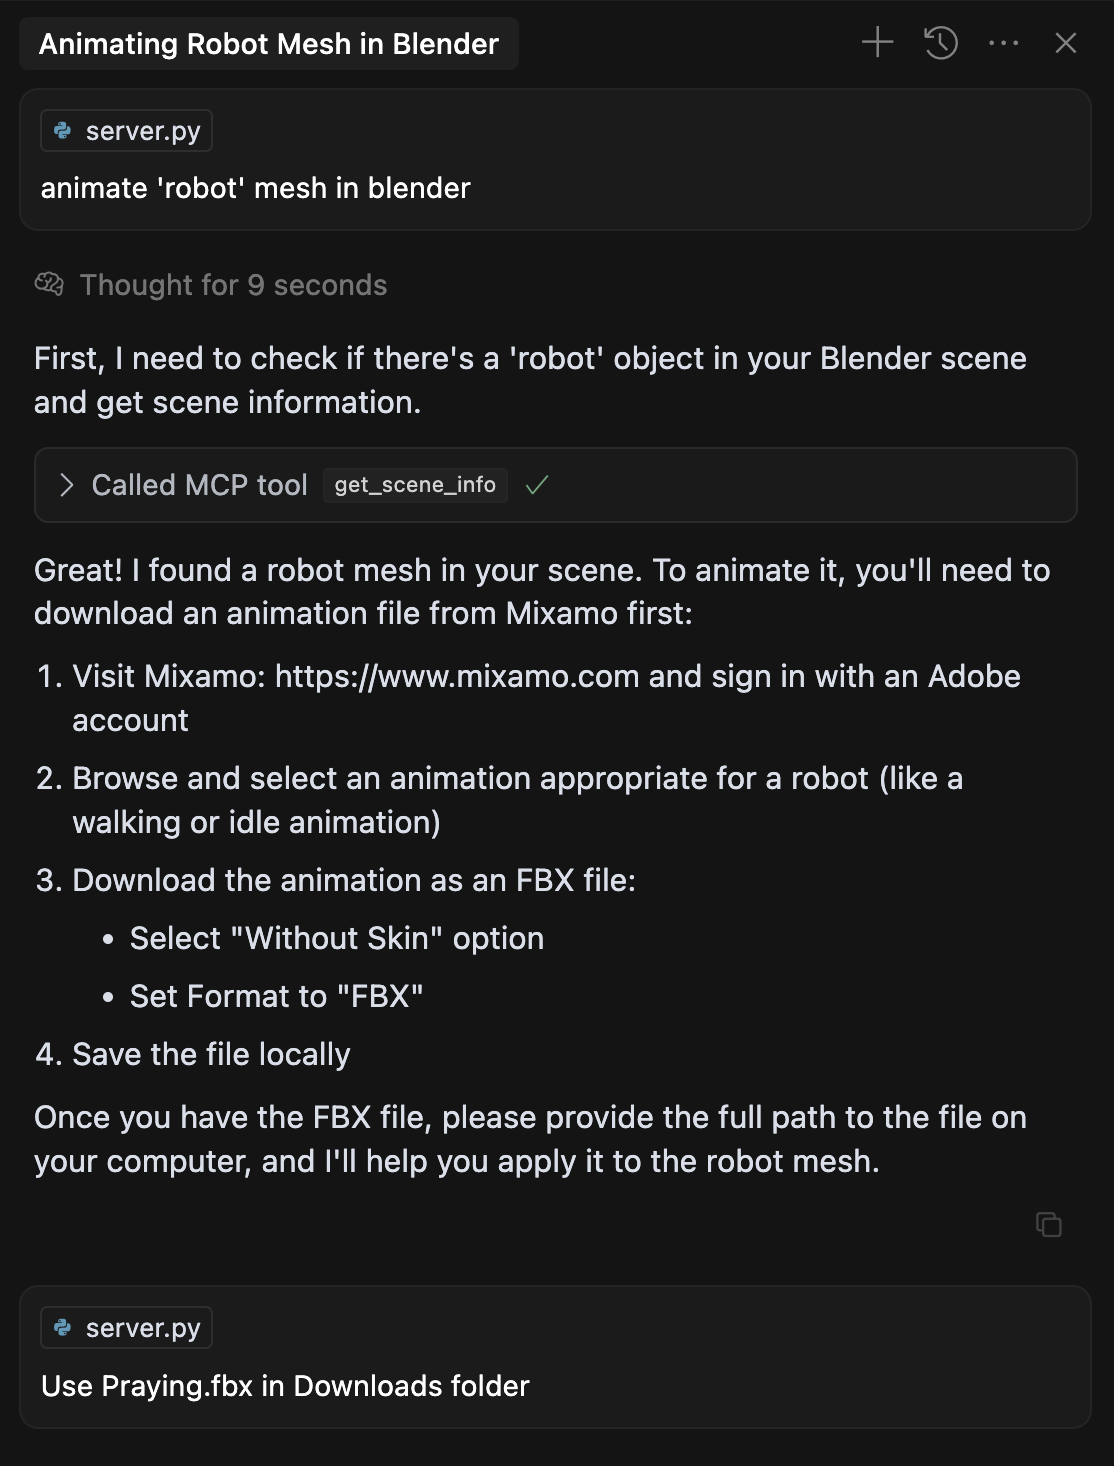 Animating Robot Mesh in Blender
server.py
animate 'robot' mesh in blender
Thought for 9 seconds
First, I need to check if there's a 'robot' object in your Blender scene
and get scene information.
Called MCP tool get_scene_info
Great! I found a robot mesh in your scene. To animate it, you'll need to
download an animation file from Mixamo first:
1. Visit Mixamo: https://www.mixamo.com and sign in with an Adobe
account
2. Browse and select an animation appropriate for a robot (like a
walking or idle animation)
3. Download the animation as an FBX file:
• Select "Without Skin" option
• Set Format to "FBX"
4. Save the file locally
Once you have the FBX file, please provide the full path to the file on
your computer, and I'll help you apply it to the robot mesh.
server.py
Use Praying.fbx in Downloads folder